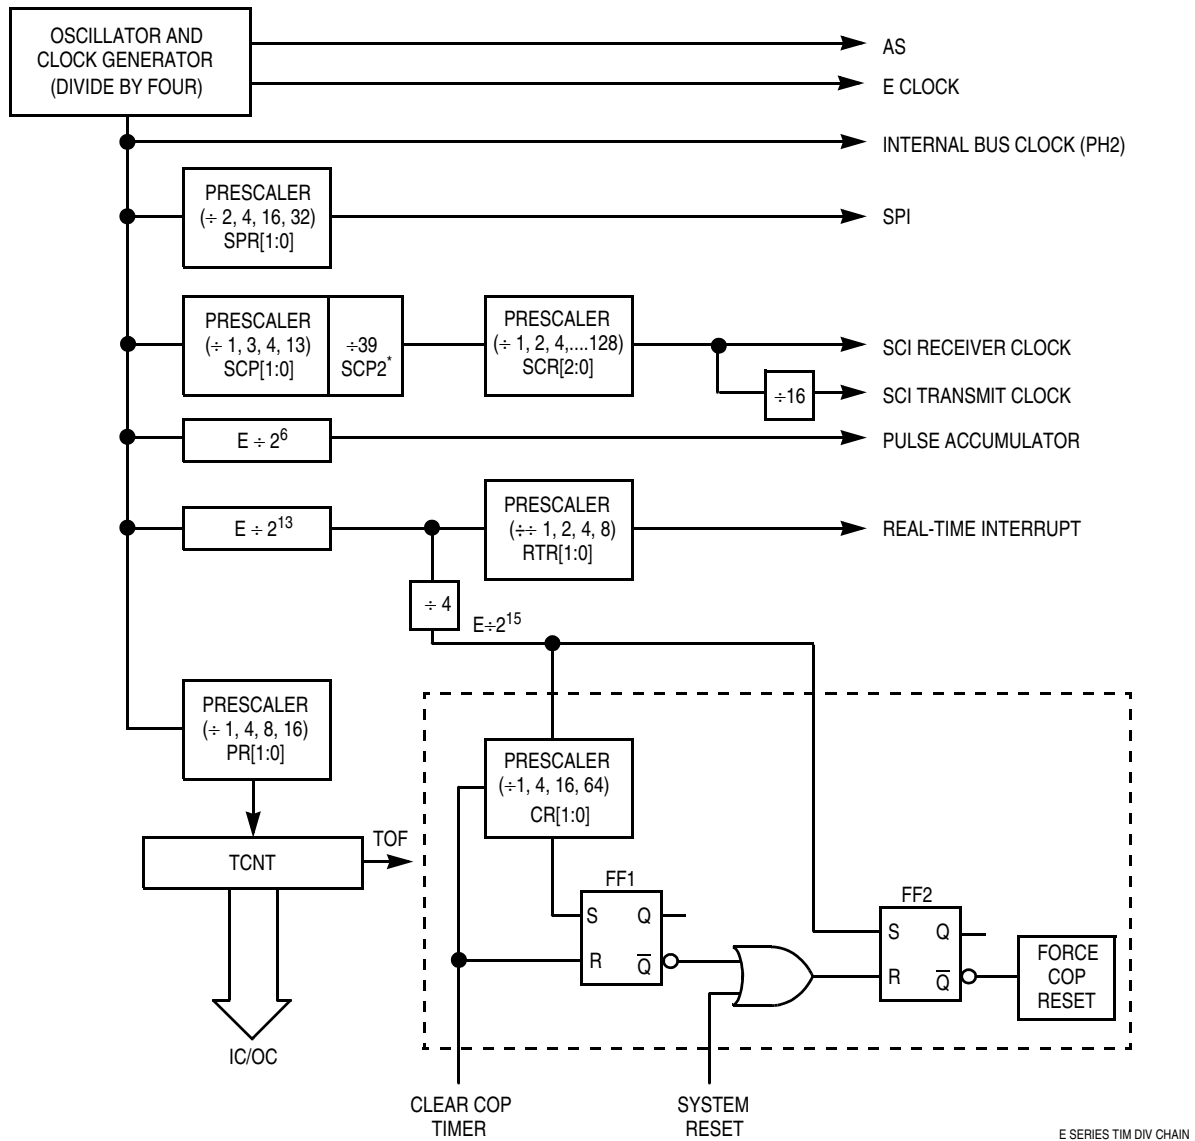 OSCILLATOR AND
CLOCK GENERATOR
(DIVIDE BY FOUR)
AS
E CLOCK
INTERNAL BUS CLOCK (PH2)
PRESCALER
(÷ 2, 4, 16, 32)
SPR[1:0]
SPI
PRESCALER
(÷ 1, 3, 4, 13)
SCP[1:0]
÷39
SCP2*
PRESCALER
(÷ 1, 2, 4,....128)
SCR[2:0]
SCI RECEIVER CLOCK
÷16
SCI TRANSMIT CLOCK
E ÷ 2⁶
PULSE ACCUMULATOR
E ÷ 2¹³
PRESCALER
(÷÷ 1, 2, 4, 8)
RTR[1:0]
REAL-TIME INTERRUPT
÷ 4
E÷2¹⁵
PRESCALER
(÷ 1, 4, 8, 16)
PR[1:0]
PRESCALER
(÷1, 4, 16, 64)
CR[1:0]
TCNT
TOF
FF1
S Q
R Q̅
FF2
S Q
R Q̅
FORCE
COP
RESET
IC/OC
CLEAR COP
TIMER
SYSTEM
RESET
E SERIES TIM DIV CHAIN